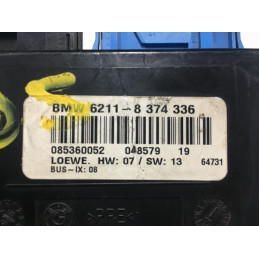 BMW 6211-8 374 336
085360052 048579 19
LOEWE. HW: 07 / SW: 13 64731
BUS-IX: 08